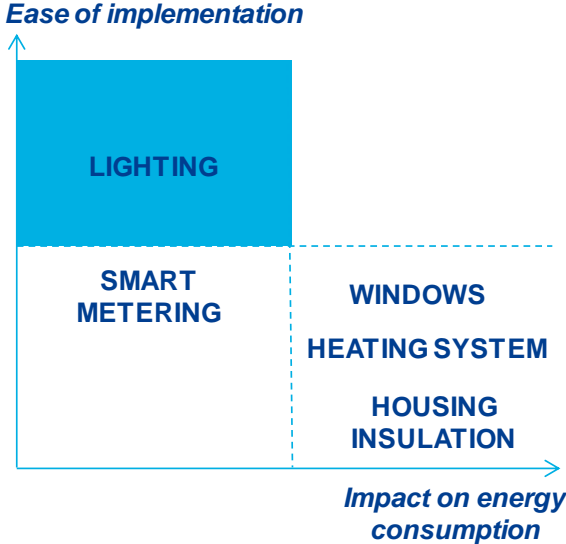 Ease of implementation
LIGHTING
SMART
METERING
WINDOWS
HEATING SYSTEM
HOUSING
INSULATION
Impact on energy
consumption